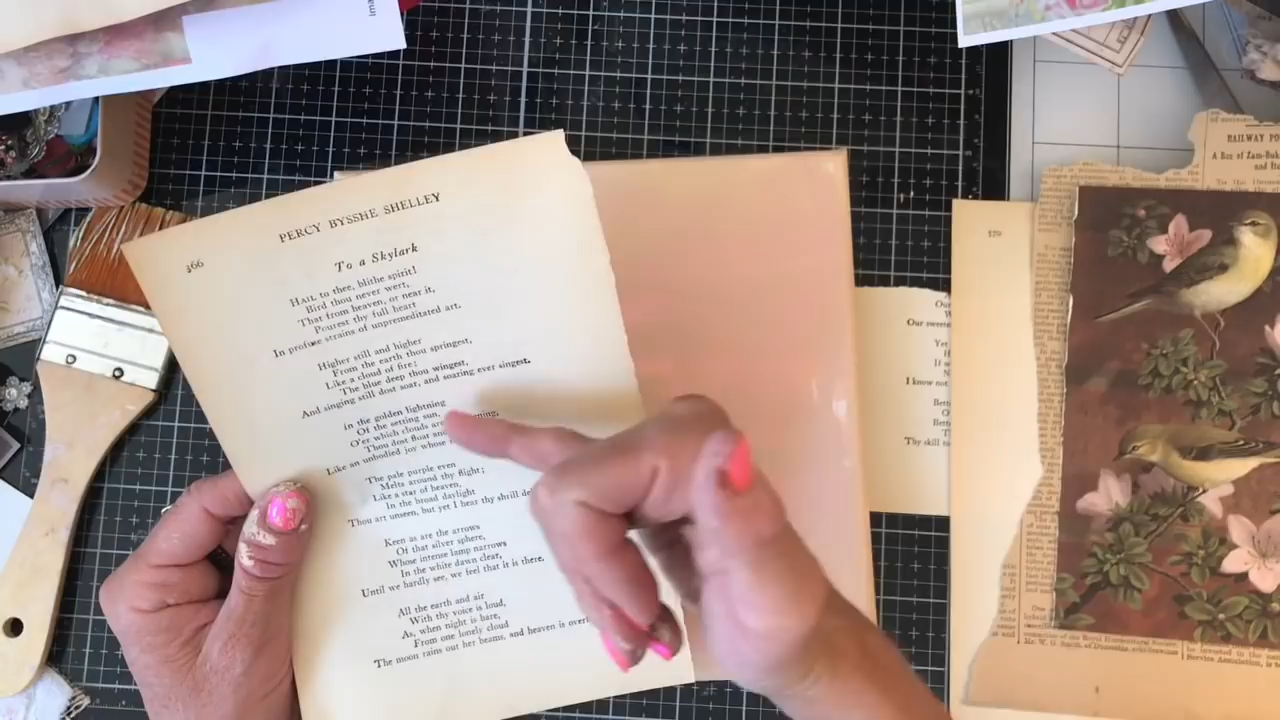 PERCY BYSSHE SHELLEY
466
To a Skylark
HAIL to thee, blithe spirit!
Bird thou never wert,
That from heaven, or near it,
Pourest thy full heart
In profuse strains of unpremeditated art.
Higher still and higher
From the earth thou springest,
Like a cloud of fire;
The blue deep thou wingest,
And singing still dost soar, and soaring ever singest.
In the golden lightning
Of the setting sun,
O'er which clouds are
Thou dost float and
Like an unbodied joy whose
The pale purple even
Melts around thy flight;
Like a star of heaven,
In the broad daylight
Thou art unseen, but yet I hear thy shrill
Keen as are the arrows
Of that silver sphere,
Whose intense lamp narrows
In the white dawn clear,
Until we hardly see, we feel that it is there.
All the earth and air
With thy voice is loud,
As, when night is bare,
From one lonely cloud
The moon rains out her beams, and heaven is
Our
Yet
I know not
Thy skill
570
RAILWAY
A Box of Zam-Buk